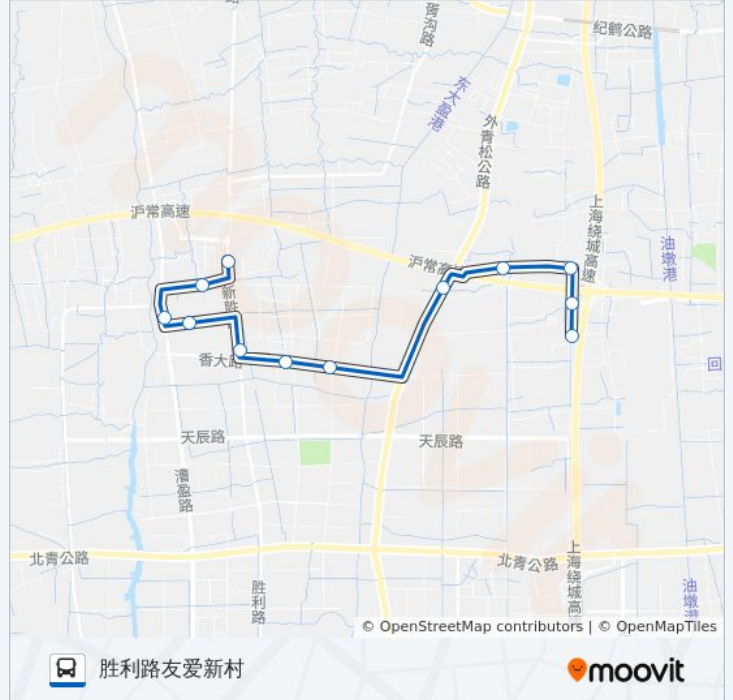 胥沟路
纪鹤公路
东大盈港
外青松公路
沪常高速
上海绕城高速
油墩港
沪常高
新胜
香大路
回
天辰路
天辰路
漕盈路
北青公路
北青公路
上海绕城高速
胜利路
油墩港
© OpenStreetMap contributors | © OpenMapTiles
胜利路友爱新村
moovit